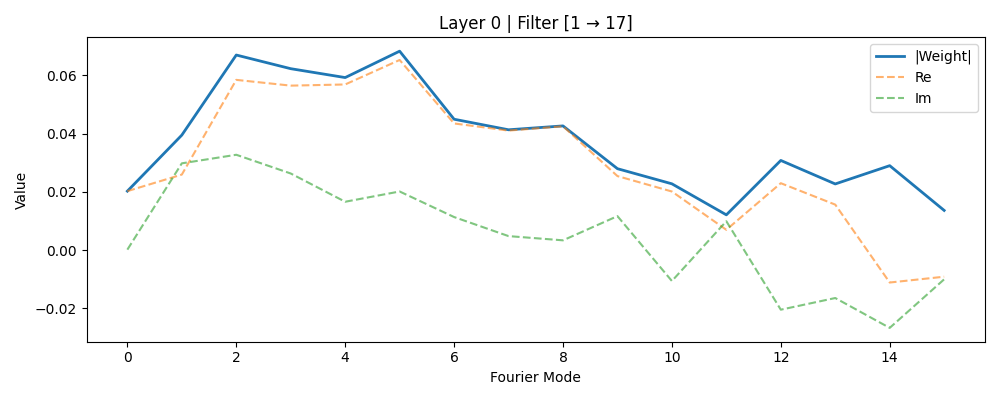 Layer 0 | Filter [1 → 17]
|Weight|
Re
Im
Value
0.06
0.04
0.02
0.00
−0.02
0 2 4 6 8 10 12 14
Fourier Mode